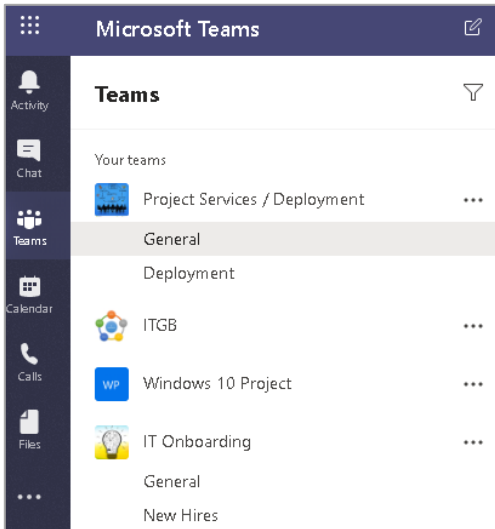 Microsoft Teams
Activity
Chat
Teams
Calendar
Calls
Files
Teams
Your teams
Project Services / Deployment
General
Deployment
ITGB
WP
Windows 10 Project
IT Onboarding
General
New Hires